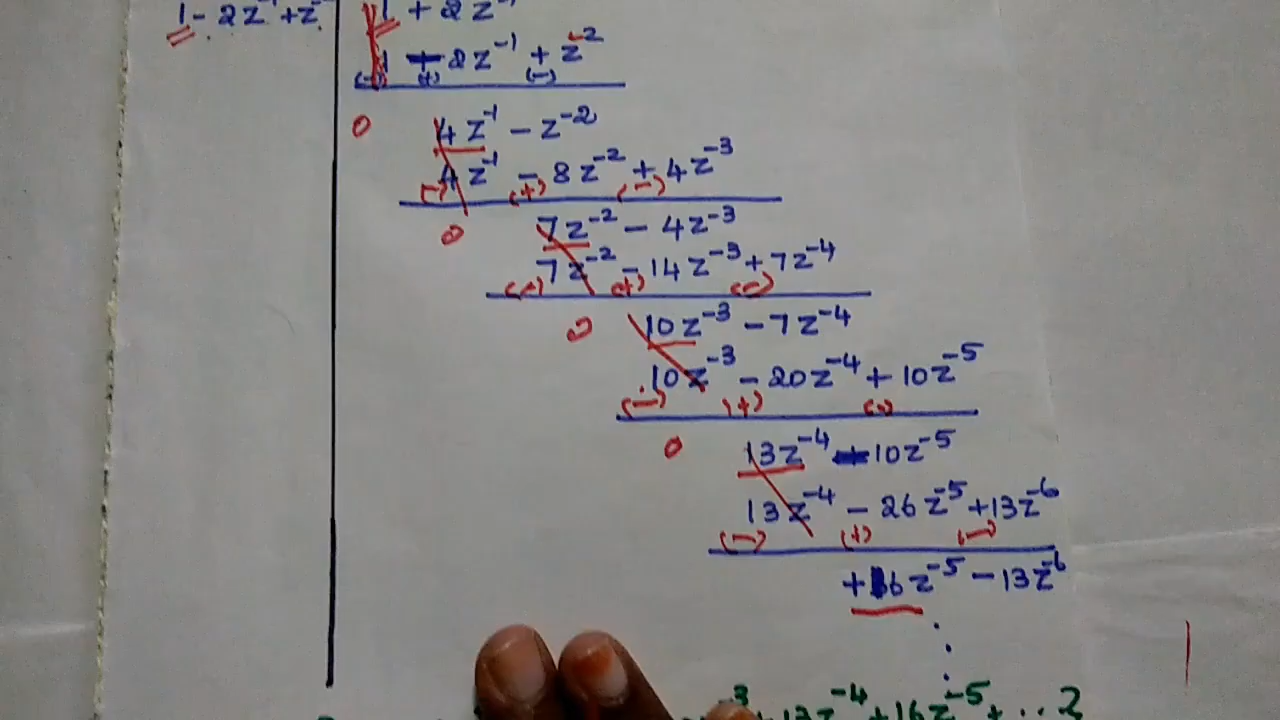 1 - 2z⁻¹ + z⁻ 1 + 2z⁻¹
1 + 2z⁻¹ + z⁻²
(-) (+) (-)
0 4z⁻¹ - z⁻²
4z⁻¹ - 8z⁻² + 4z⁻³
(-) (+) (-)
0 7z⁻² - 4z⁻³
7z⁻² - 14z⁻³ + 7z⁻⁴
(-) (+) (-)
0 10z⁻³ - 7z⁻⁴
10z⁻³ - 20z⁻⁴ + 10z⁻⁵
(-) (+) (-)
0 13z⁻⁴ - 10z⁻⁵
13z⁻⁴ - 26z⁻⁵ + 13z⁻⁶
(-) (+) (-)
+16z⁻⁵ - 13z⁻⁶
⁻³ + 13z⁻⁴ + 16z⁻⁵ + ...